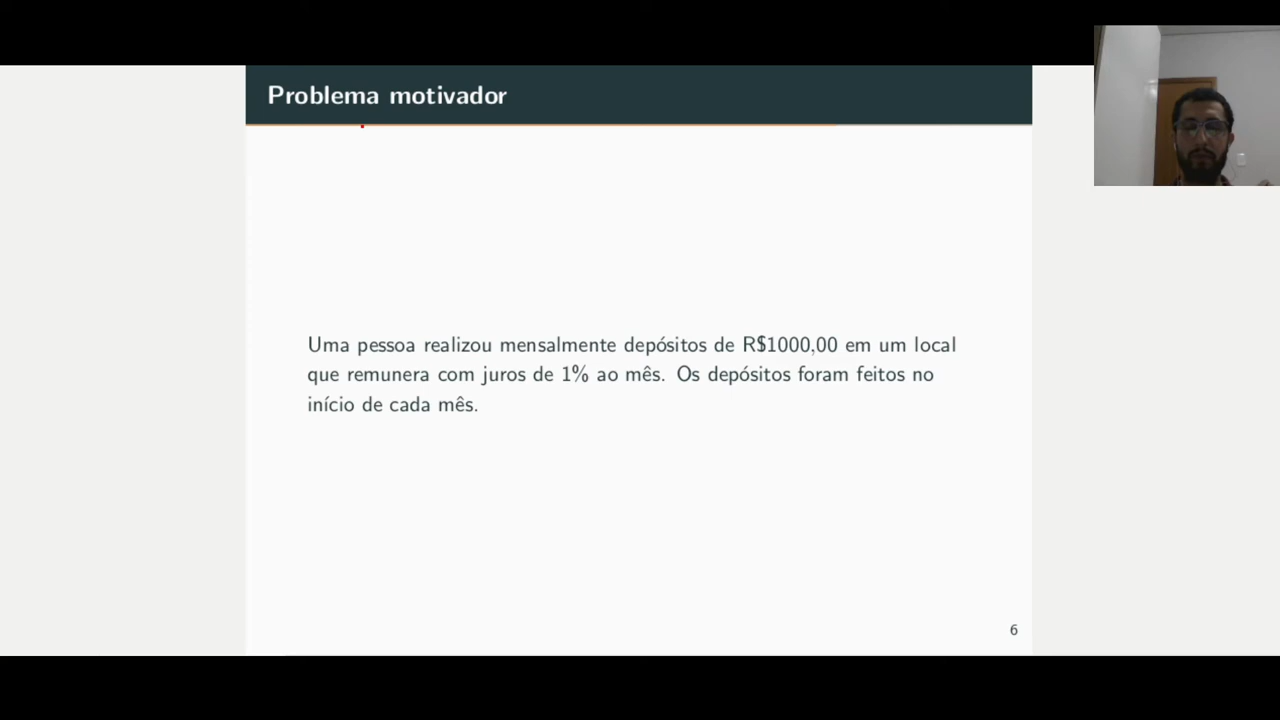 Problema motivador
Uma pessoa realizou mensalmente depósitos de R$1000,00 em um local
que remunera com juros de 1% ao mês. Os depósitos foram feitos no
início de cada mês.
6